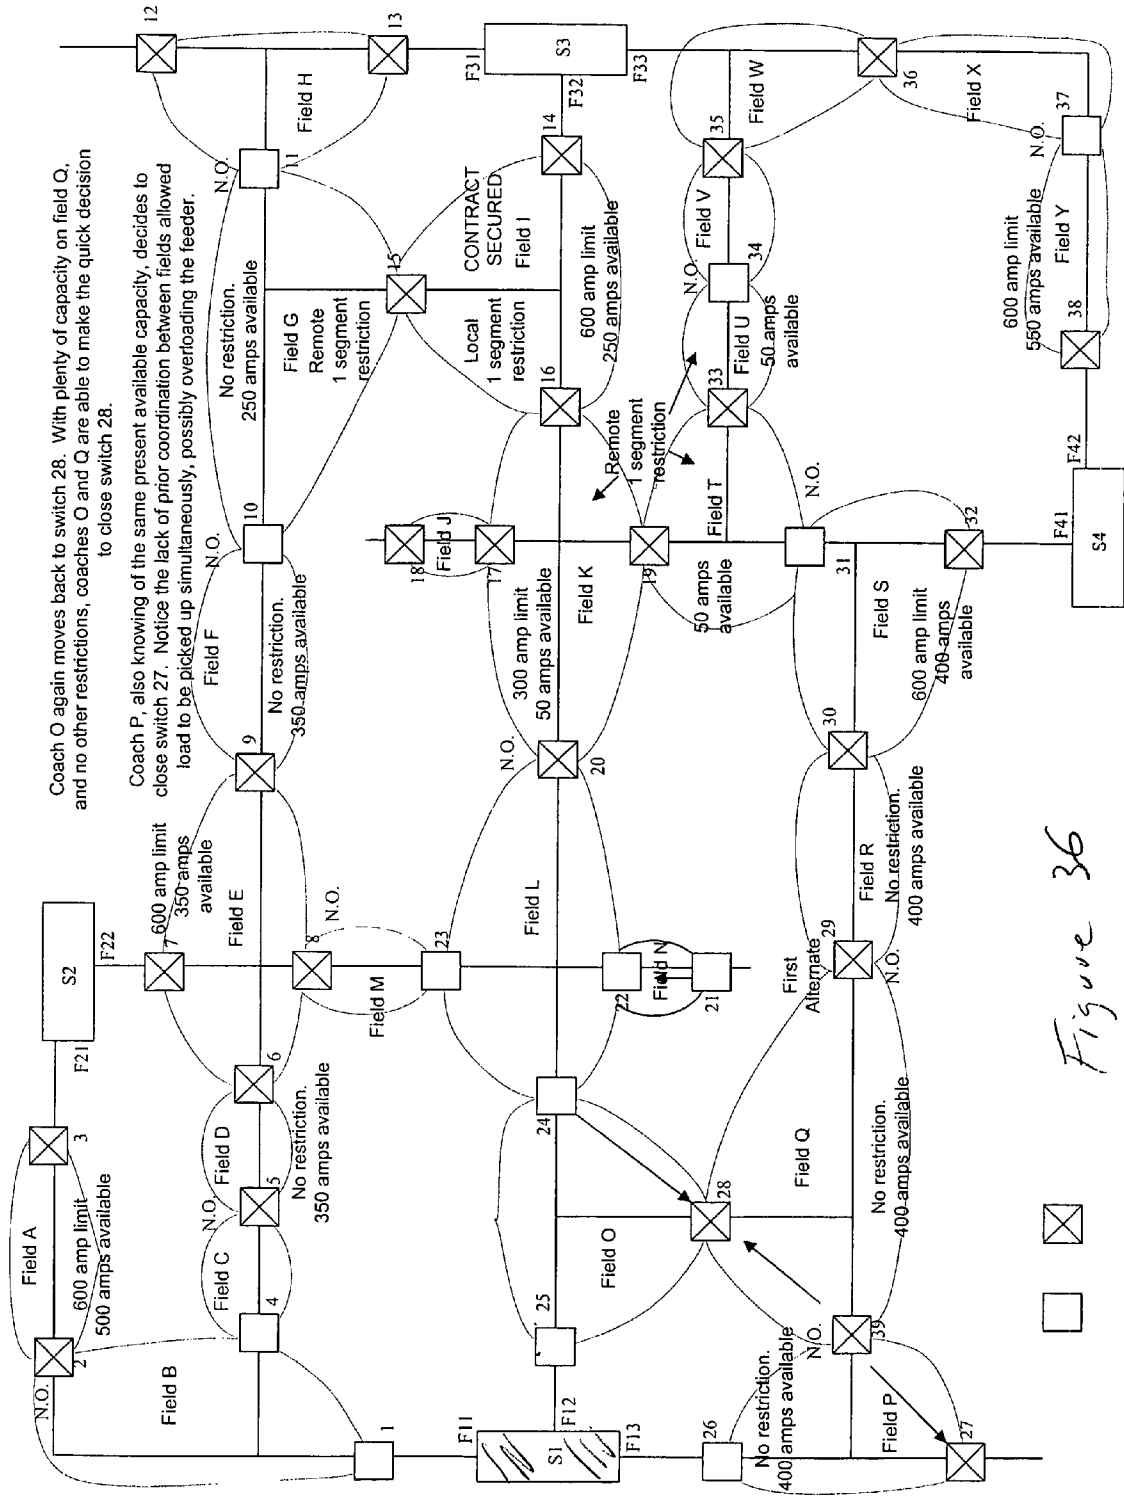 Coach O again moves back to switch 28. With plenty of capacity on field Q,
and no other restrictions, coaches O and Q are able to make the quick decision
to close switch 28.
Coach P, also knowing of the same present available capacity, decides to
close switch 27. Notice the lack of prior coordination between fields allowed
load to be picked up simultaneously, possibly overloading the feeder.
12
13
F31
S3
F32
F33
Field H
N.O.
11
14
CONTRACT
SECURED
Field I
15
No restriction.
250 amps available
Field G
Remote
1 segment
restriction
Local
1 segment
restriction
600 amp limit
250 amps available
16
10
N.O.
Field F
No restriction.
350 amps available
9
S2
F21
F22
7
600 amp limit
350 amps
available
Field E
8
N.O.
6
Field D
No restriction.
350 amps available
5
N.O.
Field C
4
3
Field A
600 amp limit
500 amps available
2
N.O.
Field B
1
F11
S1
F12
F13
Field W
35
Field V
N.O.
34
Field U
50 amps
available
33
Remote
1 segment
restriction
Field T
36
Field X
37
N.O.
600 amp limit
550 amps available
Field Y
38
F42
F41
S4
18
Field J
17
19
50 amps
available
N.O.
31
32
300 amp limit
50 amps available
Field K
N.O.
20
Field S
600 amp limit
400 amps
available
30
23
Field M
Field L
22
Field N
21
First
Alternate
29
Field R
No restriction.
400 amps available
N.O.
24
25
Field O
28
Field Q
No restriction.
400 amps available
N.O.
39
26
No restriction.
400 amps available
Field P
27
Figure 36